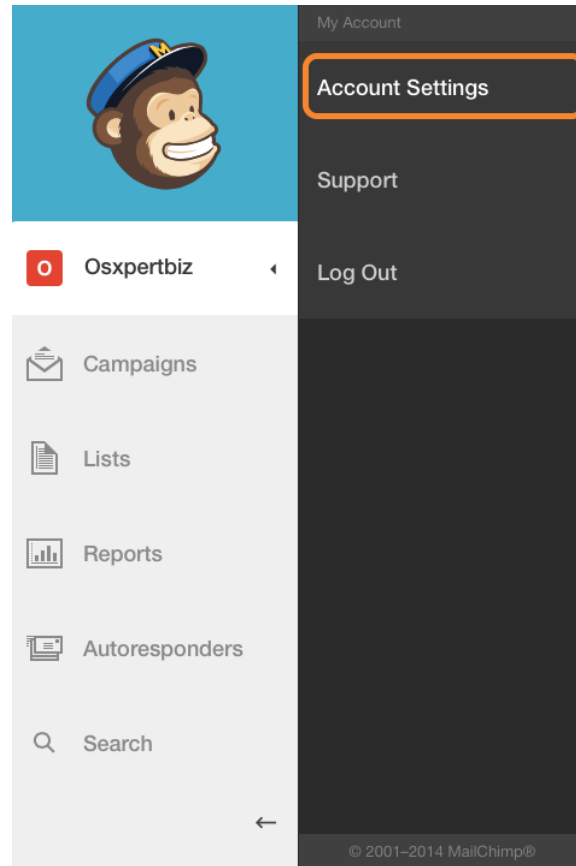 My Account
Account Settings
Support
Log Out
M
O Osxpertbiz
Campaigns
Lists
Reports
Autoresponders
Search
© 2001–2014 MailChimp®